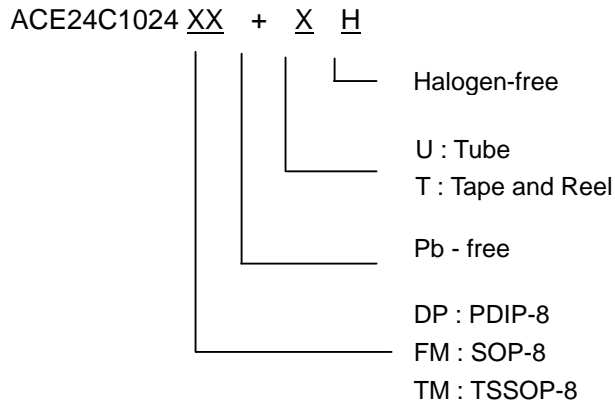 ACE24C1024 XX + X H
Halogen-free
U : Tube
T : Tape and Reel
Pb - free
DP : PDIP-8
FM : SOP-8
TM : TSSOP-8